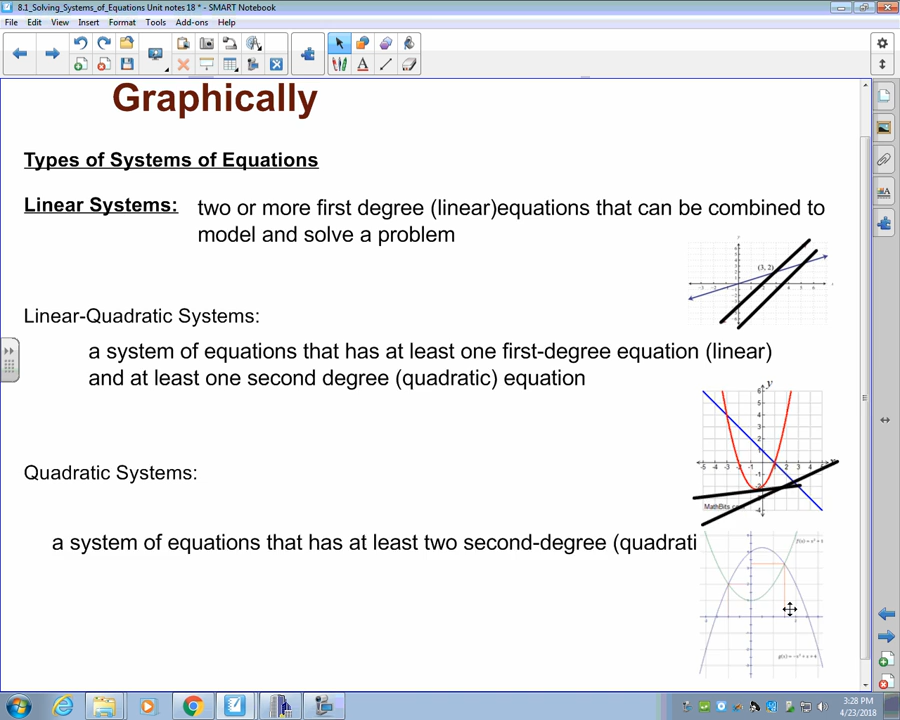 8.1_Solving_Systems_of_Equations Unit notes 18 * - SMART Notebook
File Edit View Insert Format Tools Add-ons Help
Graphically
Types of Systems of Equations
Linear Systems: two or more first degree (linear)equations that can be combined to
model and solve a problem
(3, 2)
Linear-Quadratic Systems:
a system of equations that has at least one first-degree equation (linear)
and at least one second degree (quadratic) equation
y
MathBits
Quadratic Systems:
a system of equations that has at least two second-degree (quadrati
3:28 PM
4/23/2018